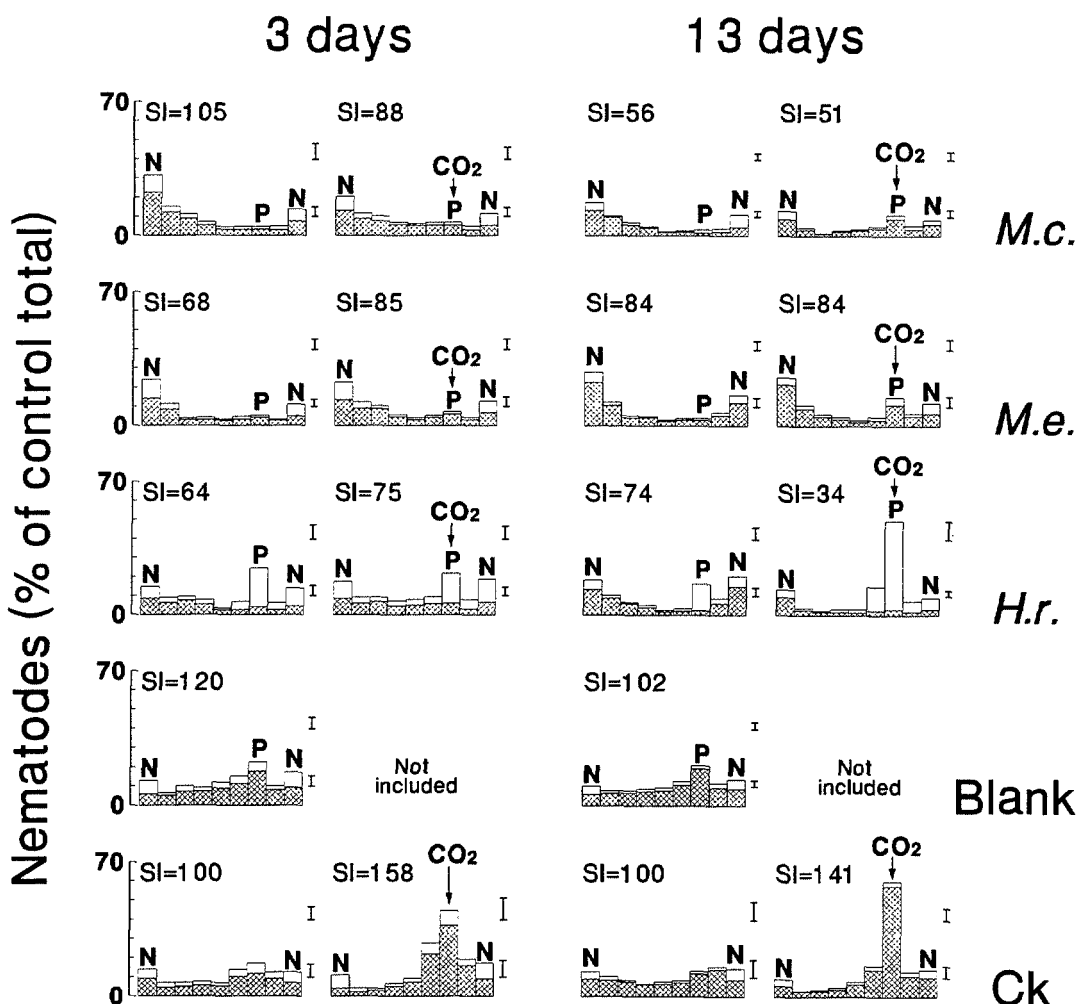 3 days
13 days
Nematodes (% of control total)
70
SI=105
SI=88
SI=56
SI=51
N
P
N
N
CO₂
P
N
N
P
N
N
CO₂
P
N
0
M.c.
70
SI=68
SI=85
SI=84
SI=84
N
P
N
N
CO₂
P
N
N
P
N
N
CO₂
P
N
0
M.e.
70
SI=64
SI=75
SI=74
SI=34
N
P
N
N
CO₂
P
N
N
P
N
N
CO₂
P
N
0
H.r.
70
SI=120
SI=102
N
P
N
Not
included
N
P
N
Not
included
0
Blank
70
SI=100
SI=158
SI=100
SI=141
N
N
N
CO₂
N
N
N
N
CO₂
N
0
Ck